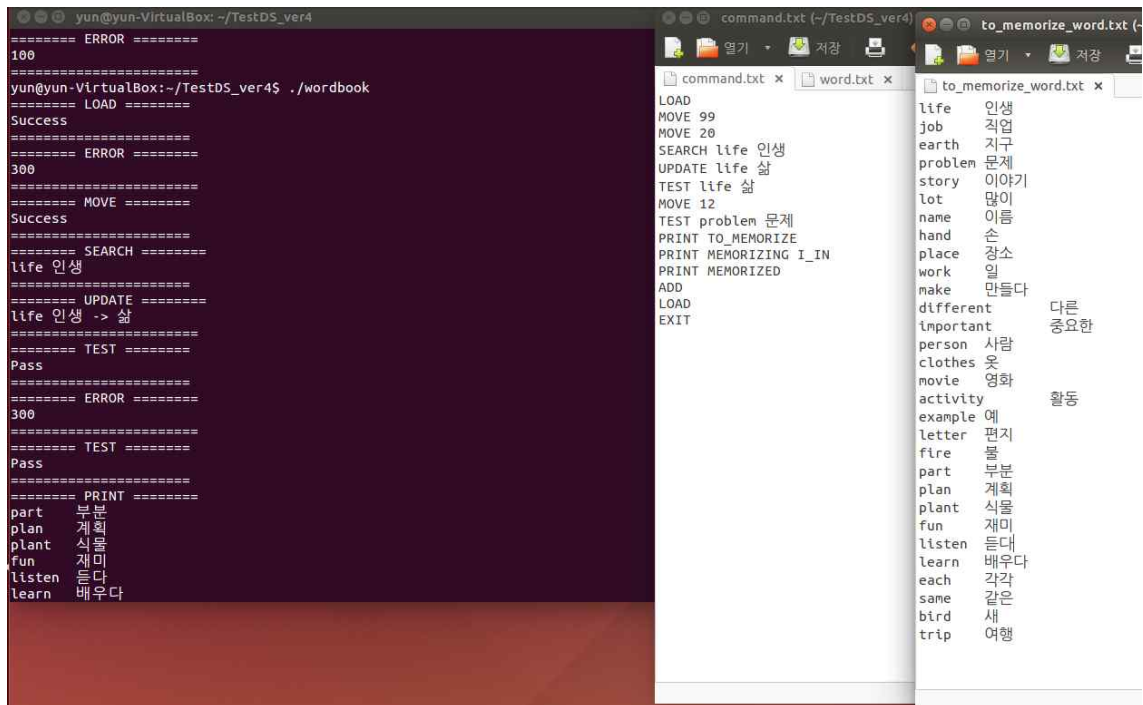 yun@yun-VirtualBox: ~/TestDS_ver4
======== ERROR ========
100
=======================
yun@yun-VirtualBox:~/TestDS_ver4$ ./wordbook
======== LOAD ========
Success
======================
======== ERROR ========
300
=======================
======== MOVE ========
Success
======================
======== SEARCH ========
life 인생
======================
======== UPDATE ========
life 인생 -> 삶
=======================
======== TEST ========
Pass
======================
======== ERROR ========
300
=======================
======== TEST ========
Pass
======================
======== PRINT ========
part 부분
plan 계획
plant 식물
fun 재미
listen 듣다
learn 배우다
command.txt (~/TestDS_ver4)
열기 저장
command.txt × word.txt ×
LOAD
MOVE 99
MOVE 20
SEARCH life 인생
UPDATE life 삶
TEST life 삶
MOVE 12
TEST problem 문제
PRINT TO_MEMORIZE
PRINT MEMORIZING I_IN
PRINT MEMORIZED
ADD
LOAD
EXIT
to_memorize_word.txt (~
열기 저장
to_memorize_word.txt ×
life 인생
job 직업
earth 지구
problem 문제
story 이야기
lot 많이
name 이름
hand 손
place 장소
work 일
make 만들다
different 다른
important 중요한
person 사람
clothes 옷
movie 영화
activity 활동
example 예
letter 편지
fire 불
part 부분
plan 계획
plant 식물
fun 재미
listen 듣다
learn 배우다
each 각각
same 같은
bird 새
trip 여행